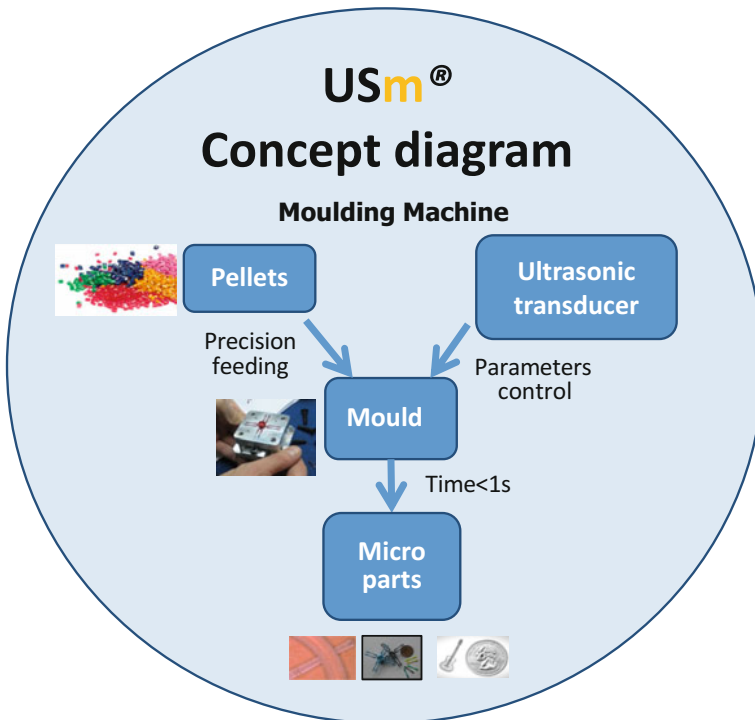 USm®
Concept diagram
Moulding Machine
Pellets
Ultrasonic
transducer
Precision
feeding
Parameters
control
Mould
Time<1s
Micro
parts